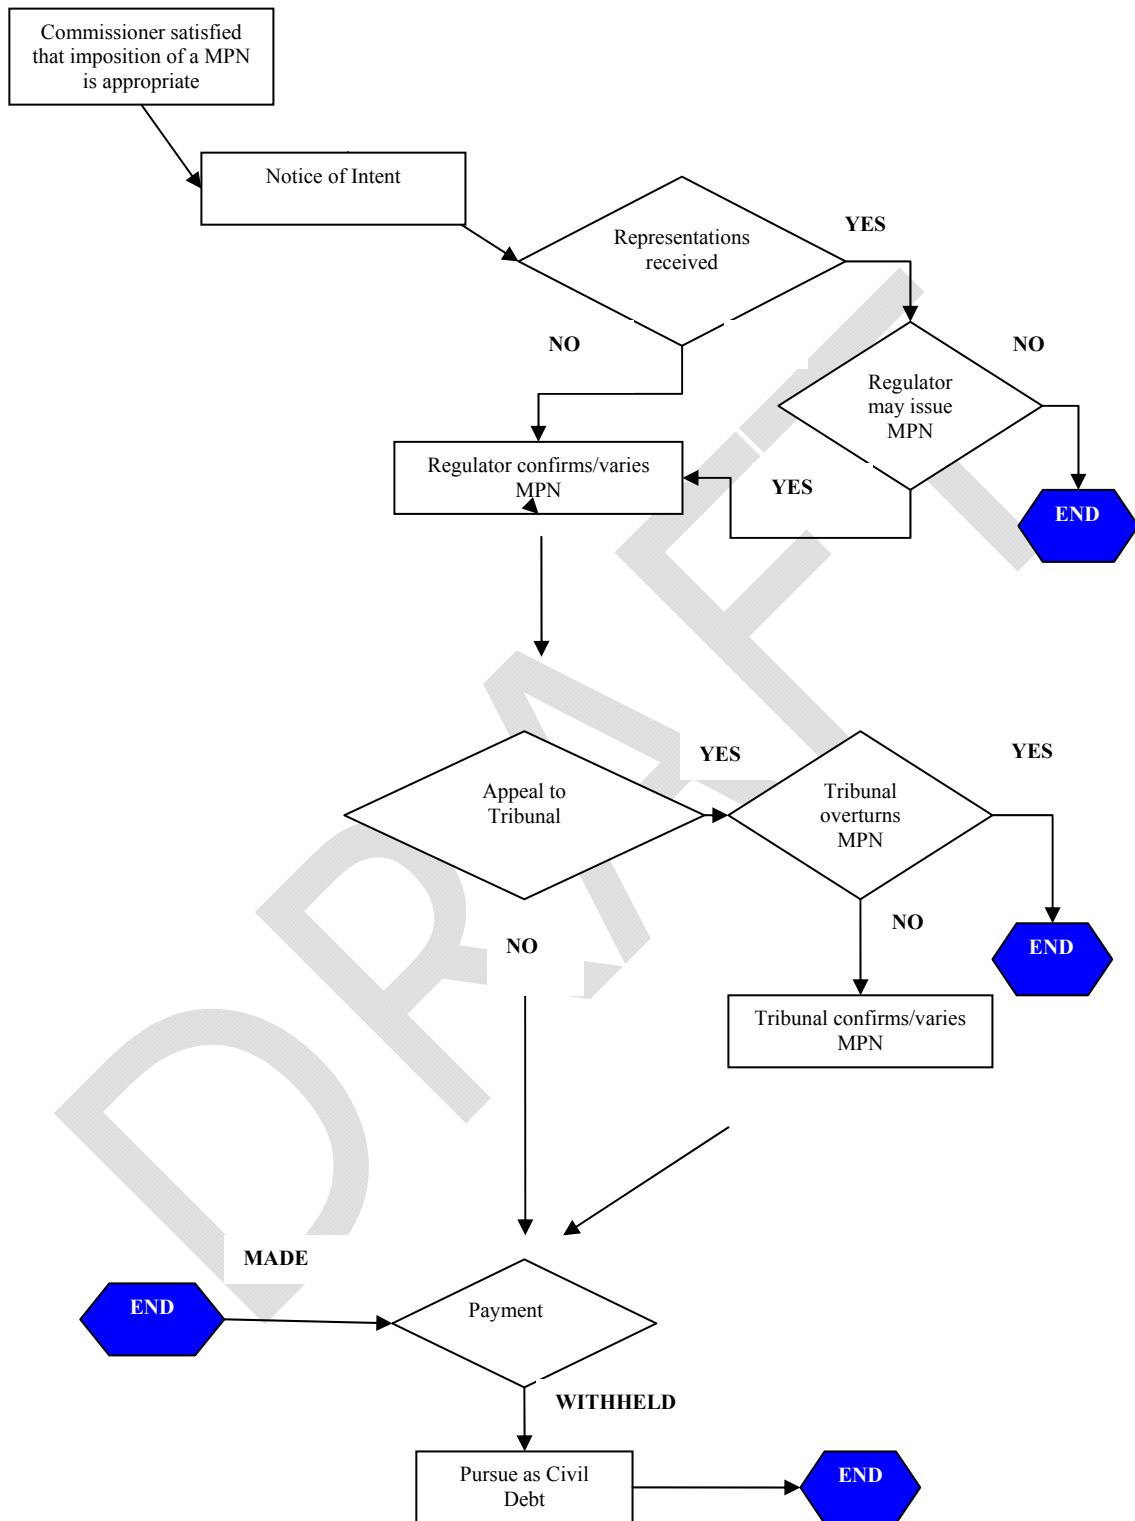 Commissioner satisfied
that imposition of a MPN
is appropriate
Notice of Intent
Representations
received
YES
NO
Regulator
may issue
MPN
NO
Regulator confirms/varies
MPN
YES
END
Appeal to
Tribunal
YES
Tribunal
overturns
MPN
YES
NO
NO
END
Tribunal confirms/varies
MPN
MADE
END
Payment
WITHHELD
Pursue as Civil
Debt
END
DRAFT